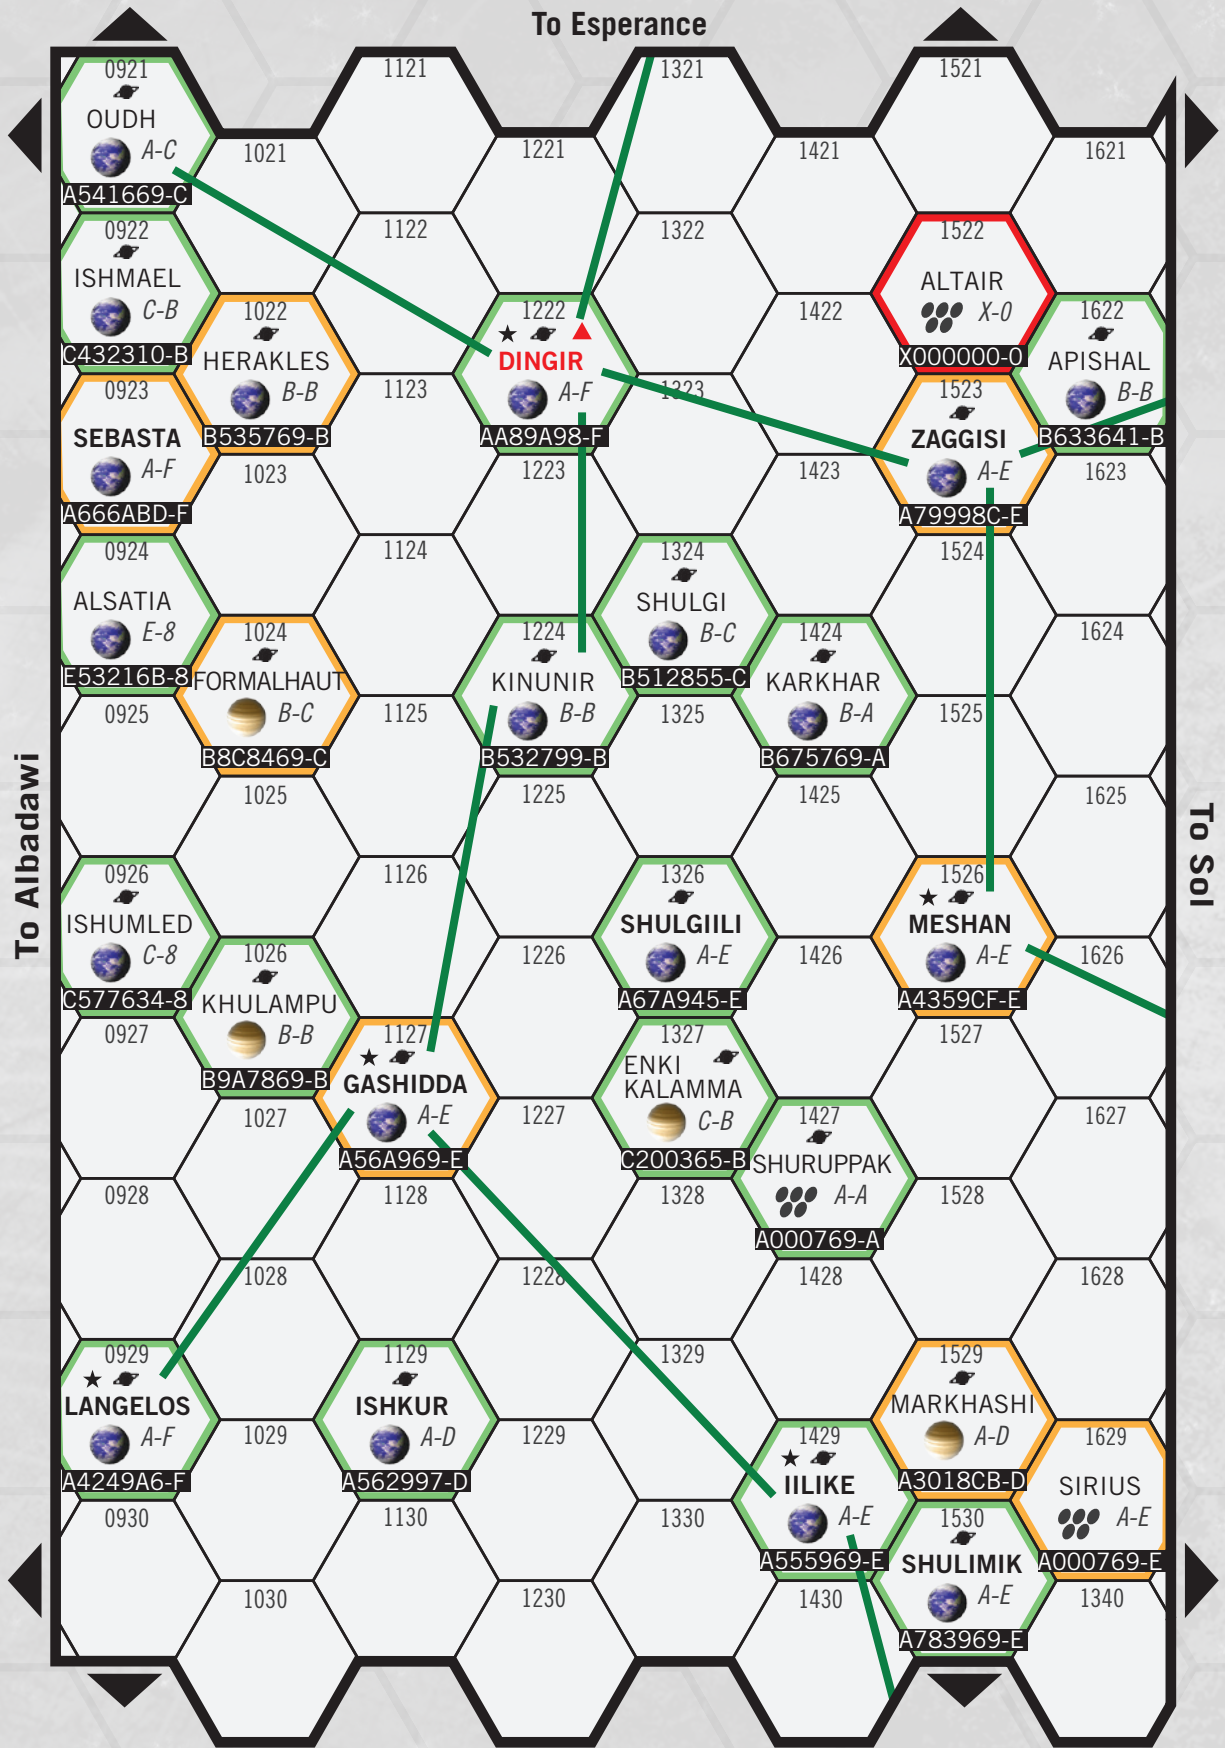 To Esperance
0921
OUDH
A-C
A541669-C
1021
1121
1221
1321
1421
1521
1621
0922
ISHMAEL
C-B
C432310-B
1022
HERAKLES
B-B
B535769-B
1122
1222
DINGIR
A-F
AA89A98-F
1322
1422
1522
ALTAIR
X-0
X000000-0
1622
APISHAL
B-B
B633641-B
0923
SEBASTA
A-F
A666ABD-F
1023
1123
1223
1323
1423
1523
ZAGGISI
A-E
A79998C-E
1623
0924
ALSATIA
E-8
E53216B-8
1024
FORMALHAUT
B-C
B8C8469-C
1124
1224
KINUNIR
B-B
B532799-B
1324
SHULGI
B-C
B512855-C
1424
KARKHAR
B-A
B675769-A
1524
1624
0925
1025
1125
1225
1325
1425
1525
1625
To Albadawi
To Sol
0926
ISHUMLED
C-8
C577634-8
1026
KHULAMPU
B-B
B9A7869-B
1126
1226
1326
SHULGIILI
A-E
A67A945-E
1426
1526
MESHAN
A-E
A4359CF-E
1626
0927
1027
1127
GASHIDDA
A-E
A56A969-E
1227
1327
ENKI
KALAMMA
C-B
C200365-B
1427
SHURUPPAK
A-A
A000769-A
1527
1627
0928
1028
1128
1228
1328
1428
1528
1628
0929
LANGELOS
A-F
A4249A6-F
1029
1129
ISHKUR
A-D
A562997-D
1229
1329
1429
IILIKE
A-E
A555969-E
1529
MARKHASHI
A-D
A3018CB-D
1629
SIRIUS
A-E
A000769-E
0930
1030
1130
1230
1330
1430
1530
SHULIMIK
A-E
A783969-E
1340